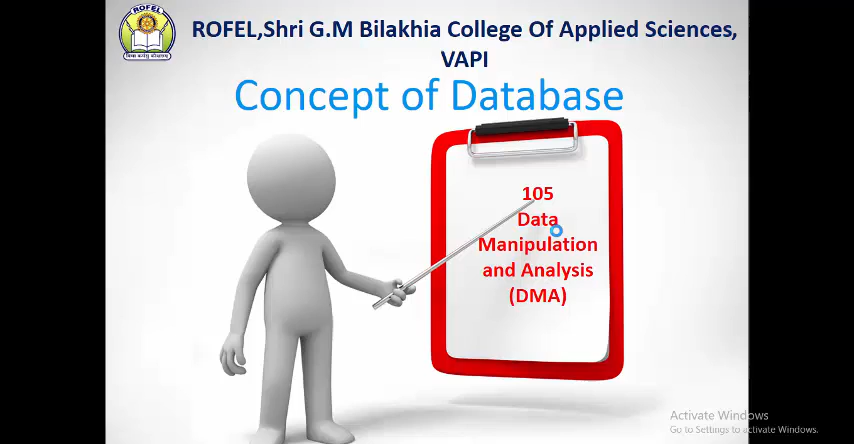 ROFEL
ROFEL,Shri G.M Bilakhia College Of Applied Sciences,
VAPI
Concept of Database
105
Data
Manipulation
and Analysis
(DMA)
Activate Windows
Go to Settings to activate Windows.